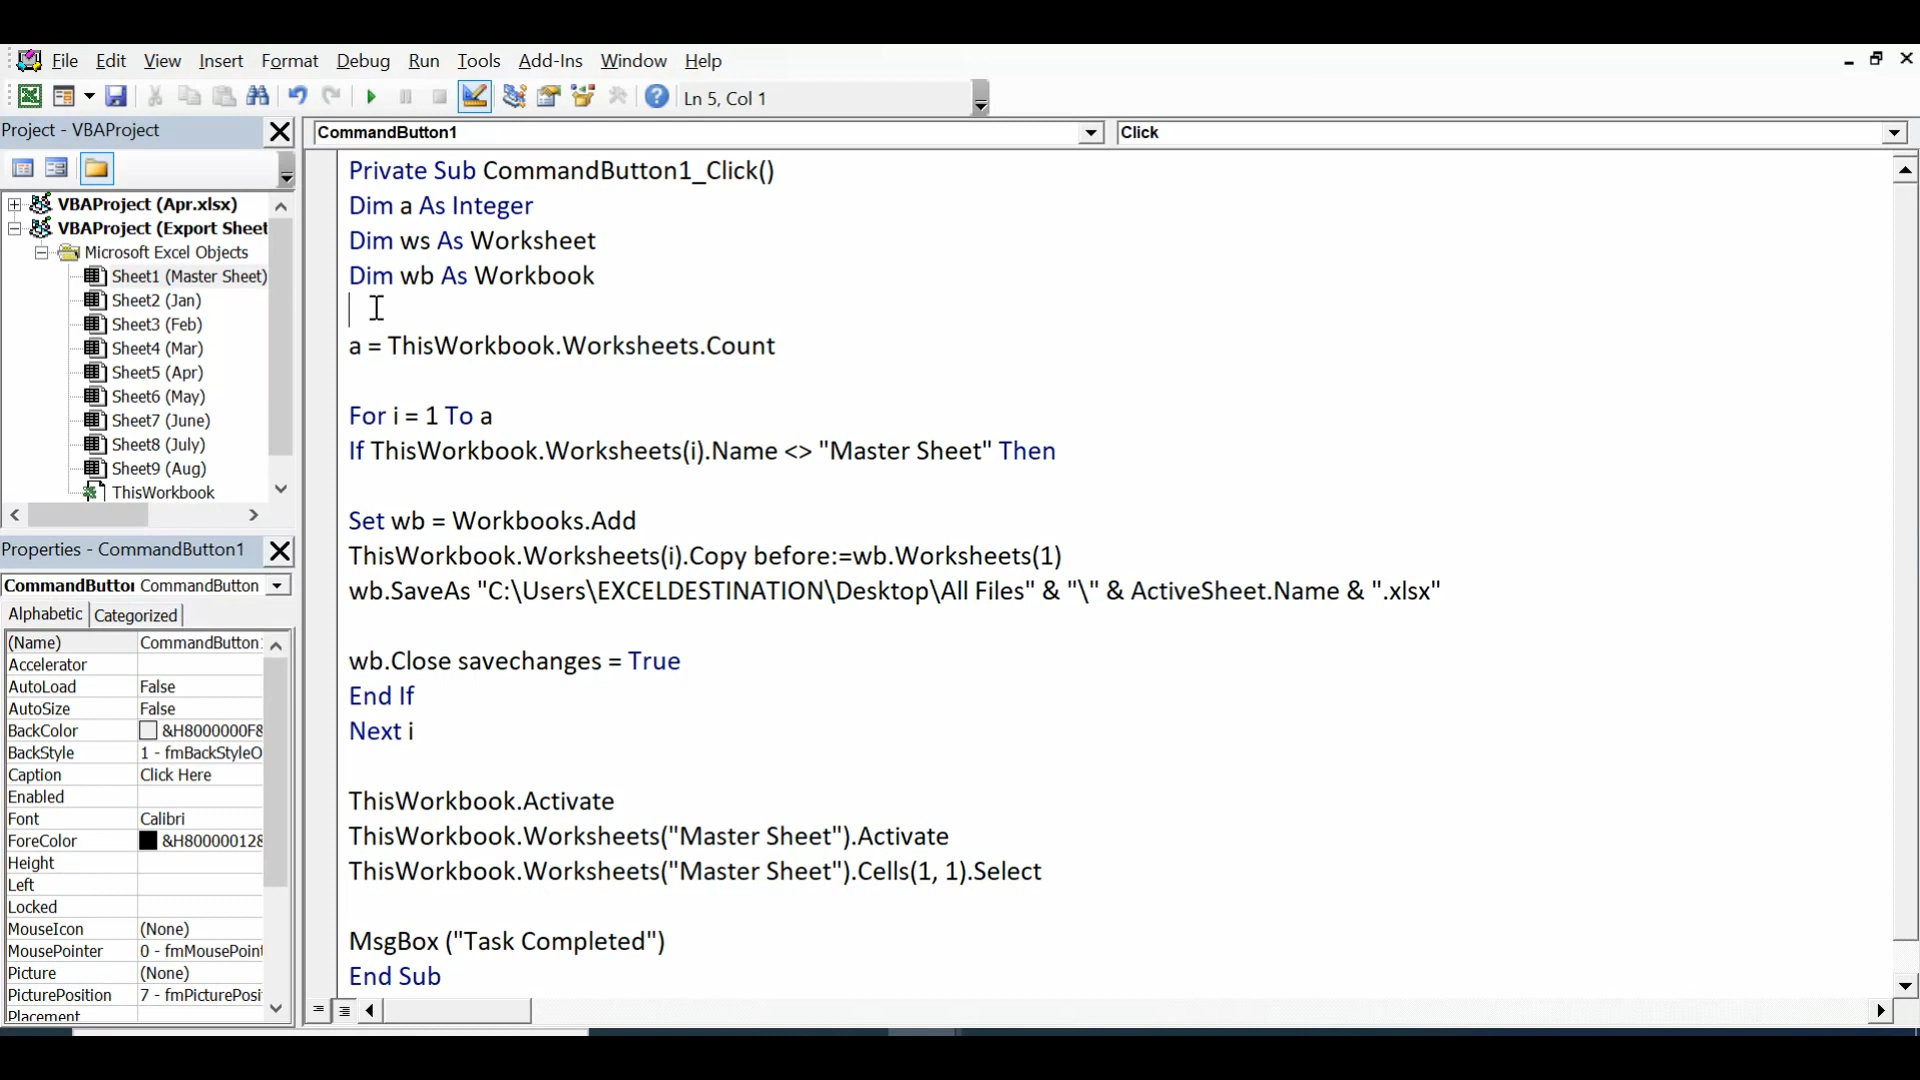 File Edit View Insert Format Debug Run Tools Add-Ins Window Help
Ln 5, Col 1
Project - VBAProject
VBAProject (Apr.xlsx)
VBAProject (Export Sheet
Microsoft Excel Objects
Sheet1 (Master Sheet)
Sheet2 (Jan)
Sheet3 (Feb)
Sheet4 (Mar)
Sheet5 (Apr)
Sheet6 (May)
Sheet7 (June)
Sheet8 (July)
Sheet9 (Aug)
ThisWorkbook
Properties - CommandButton1
CommandButton CommandButton
Alphabetic Categorized
(Name) CommandButton
Accelerator
AutoLoad False
AutoSize False
BackColor &H8000000F&
BackStyle 1 - fmBackStyleO
Caption Click Here
Enabled
Font Calibri
ForeColor &H80000012&
Height
Left
Locked
MouseIcon (None)
MousePointer 0 - fmMousePoint
Picture (None)
PicturePosition 7 - fmPicturePosi
Placement
CommandButton1 Click
Private Sub CommandButton1_Click()
Dim a As Integer
Dim ws As Worksheet
Dim wb As Workbook
a = ThisWorkbook.Worksheets.Count
For i = 1 To a
If ThisWorkbook.Worksheets(i).Name <> "Master Sheet" Then
Set wb = Workbooks.Add
ThisWorkbook.Worksheets(i).Copy before:=wb.Worksheets(1)
wb.SaveAs "C:\Users\EXCELDESTINATION\Desktop\All Files" & "\" & ActiveSheet.Name & ".xlsx"
wb.Close savechanges = True
End If
Next i
ThisWorkbook.Activate
ThisWorkbook.Worksheets("Master Sheet").Activate
ThisWorkbook.Worksheets("Master Sheet").Cells(1, 1).Select
MsgBox ("Task Completed")
End Sub